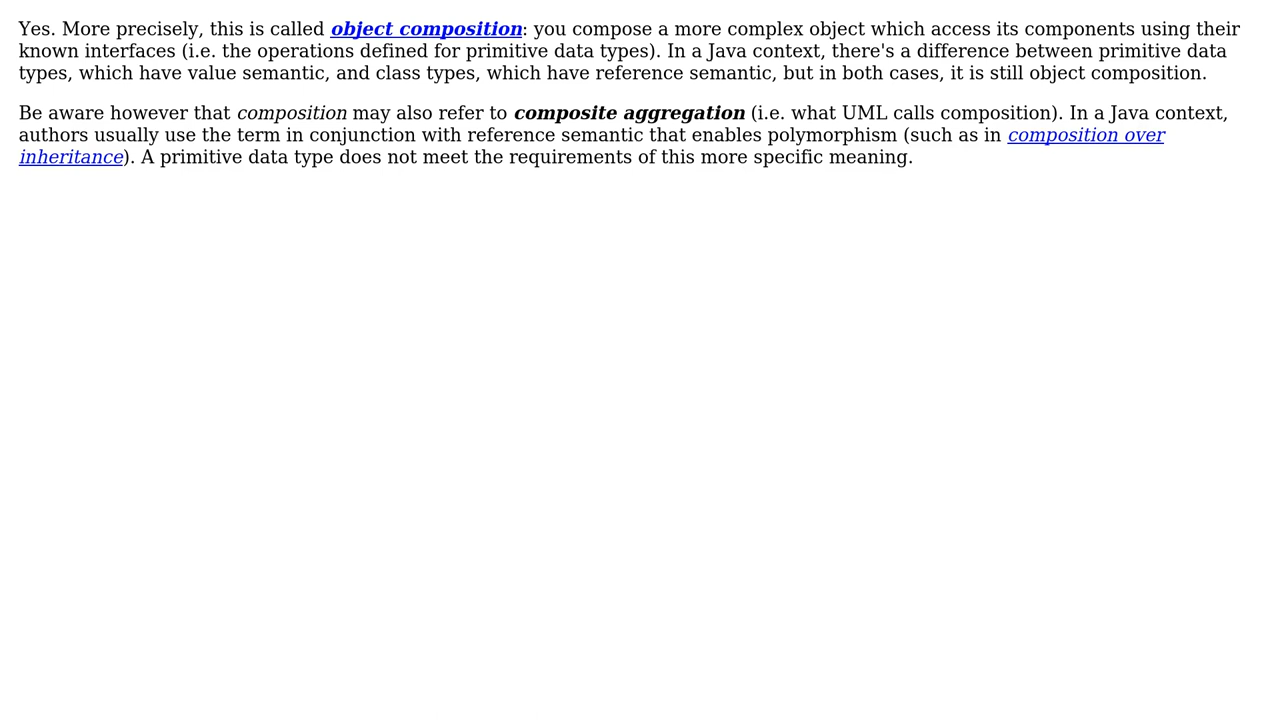 Yes. More precisely, this is called object composition: you compose a more complex object which access its components using their
known interfaces (i.e. the operations defined for primitive data types). In a Java context, there's a difference between primitive data
types, which have value semantic, and class types, which have reference semantic, but in both cases, it is still object composition.
Be aware however that composition may also refer to composite aggregation (i.e. what UML calls composition). In a Java context,
authors usually use the term in conjunction with reference semantic that enables polymorphism (such as in composition over
inheritance). A primitive data type does not meet the requirements of this more specific meaning.